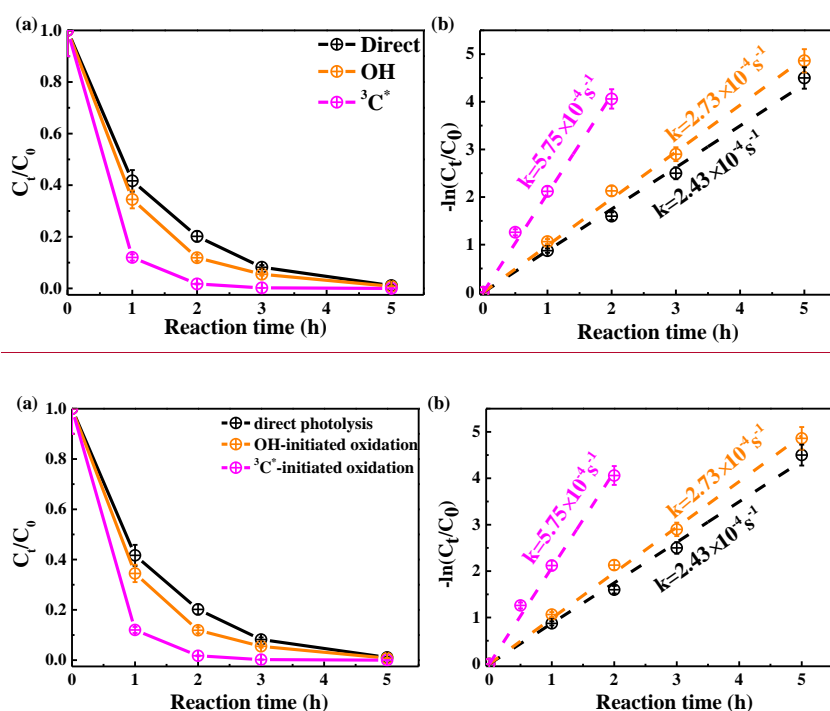 (a)
1.0
0.8
0.6
0.4
0.2
0.0
Ct/C0
Direct
OH
³C*
0 1 2 3 4 5
Reaction time (h)
(b)
5
4
3
2
1
0
-ln(Ct/C0)
k=5.75×10⁻⁴s⁻¹
k=2.73×10⁻⁴s⁻¹
k=2.43×10⁻⁴s⁻¹
0 1 2 3 4 5
Reaction time (h)
(a)
1.0
0.8
0.6
0.4
0.2
0.0
Ct/C0
direct photolysis
OH-initiated oxidation
³C*-initiated oxidation
0 1 2 3 4 5
Reaction time (h)
(b)
5
4
3
2
1
0
-ln(Ct/C0)
k=5.75×10⁻⁴s⁻¹
k=2.73×10⁻⁴s⁻¹
k=2.43×10⁻⁴s⁻¹
0 1 2 3 4 5
Reaction time (h)